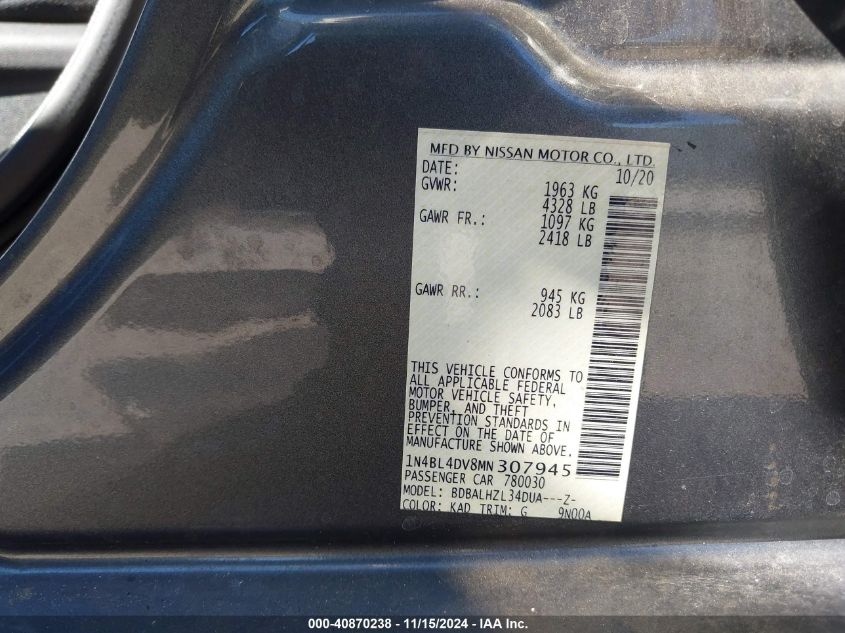 MFD BY NISSAN MOTOR CO., LTD.
DATE: 10/20
GVWR: 1963 KG
4328 LB
GAWR FR.: 1097 KG
2418 LB
GAWR RR.: 945 KG
2083 LB
THIS VEHICLE CONFORMS TO
ALL APPLICABLE FEDERAL
MOTOR VEHICLE SAFETY,
BUMPER, AND THEFT
PREVENTION STANDARDS IN
EFFECT ON THE DATE OF
MANUFACTURE SHOWN ABOVE.
1N4BL4DV8MN307945
PASSENGER CAR 780030
MODEL: BDBALHZL34DUA---Z-
COLOR: KAD TRIM: G 9N00A
000-40870238 - 11/15/2024 - IAA Inc.